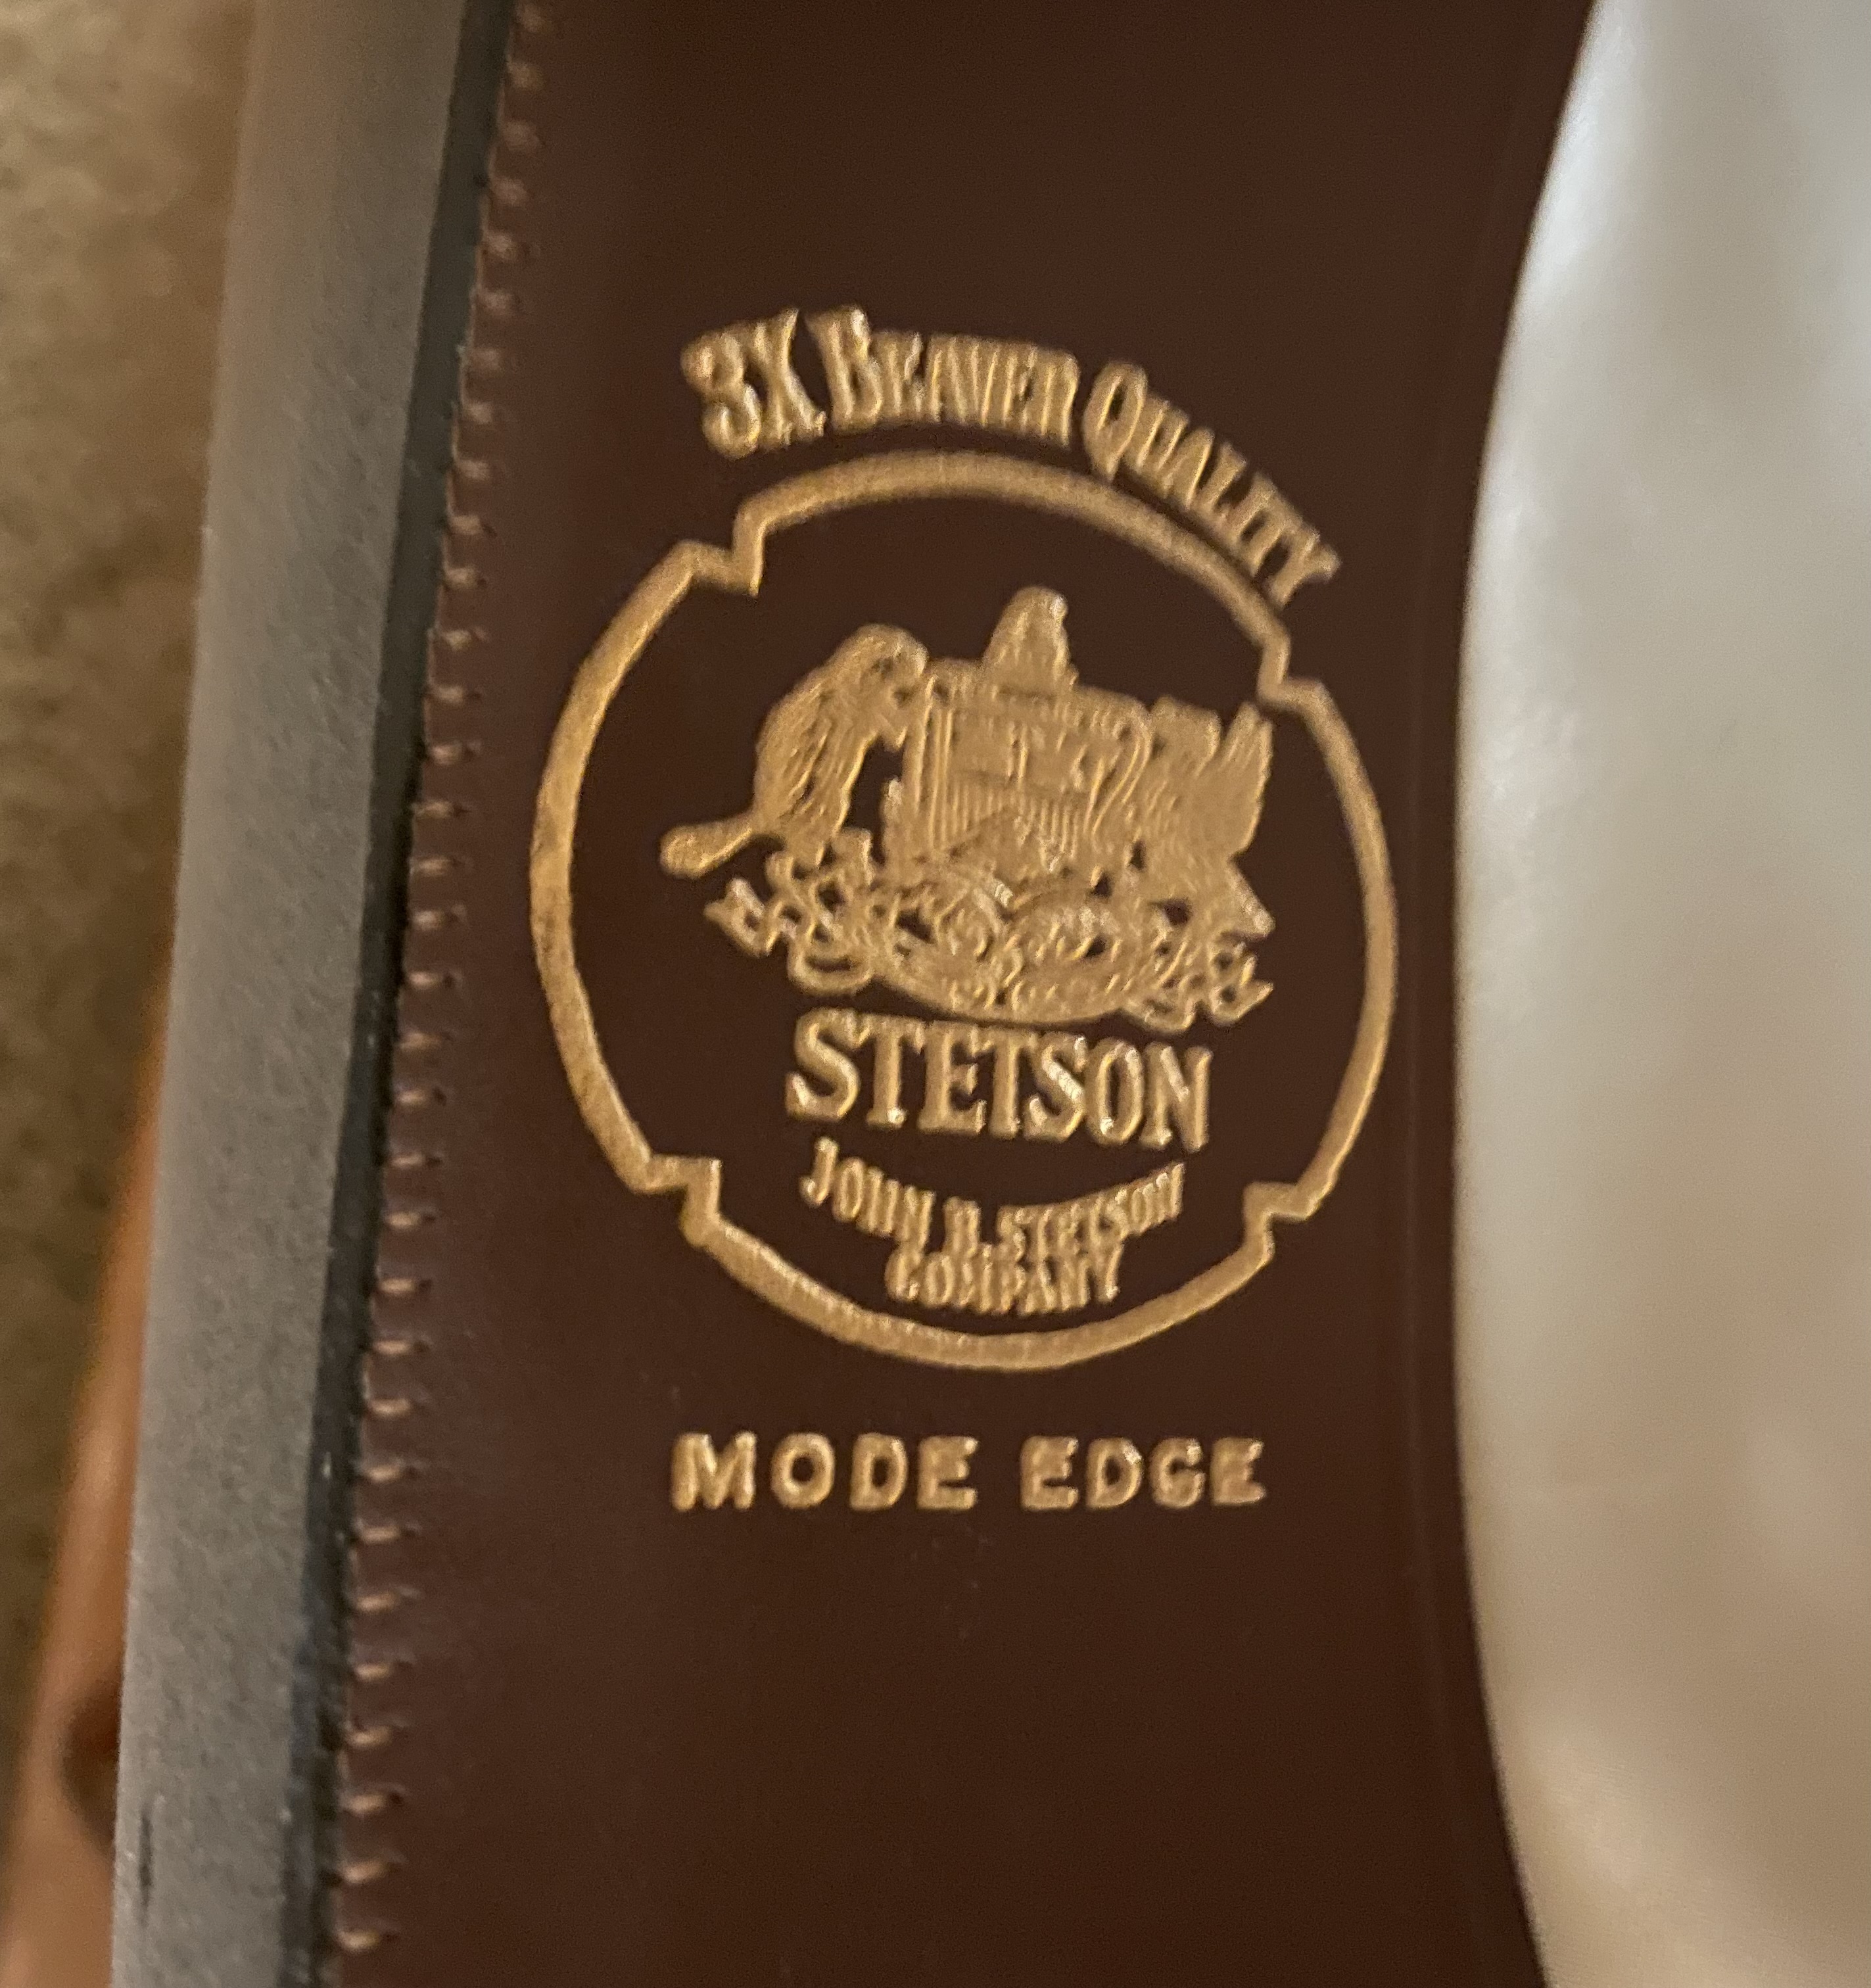 3X BEAVER QUALITY
STETSON
JOHN B. STETSON
COMPANY
MODE EDGE